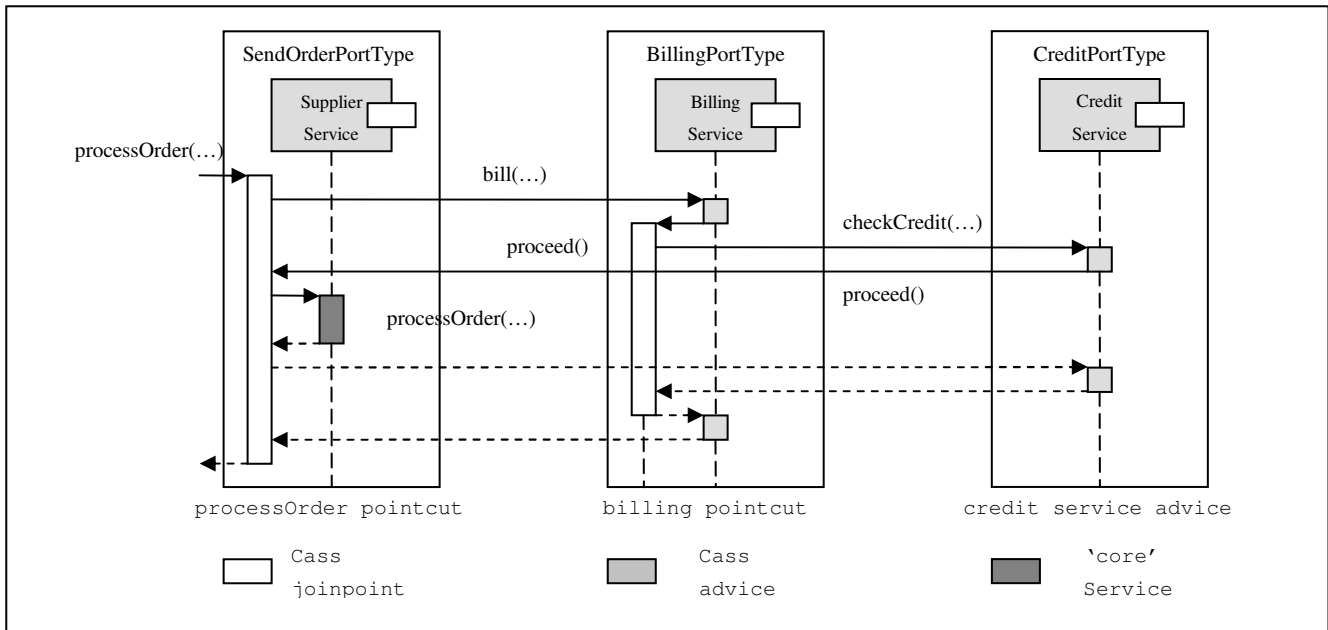 SendOrderPortType
BillingPortType
CreditPortType
Supplier
Service
Billing
Service
Credit
Service
processOrder(…)
bill(…)
checkCredit(…)
proceed()
proceed()
processOrder(…)
processOrder pointcut
billing pointcut
credit service advice
Cass
joinpoint
Cass
advice
‘core’
Service